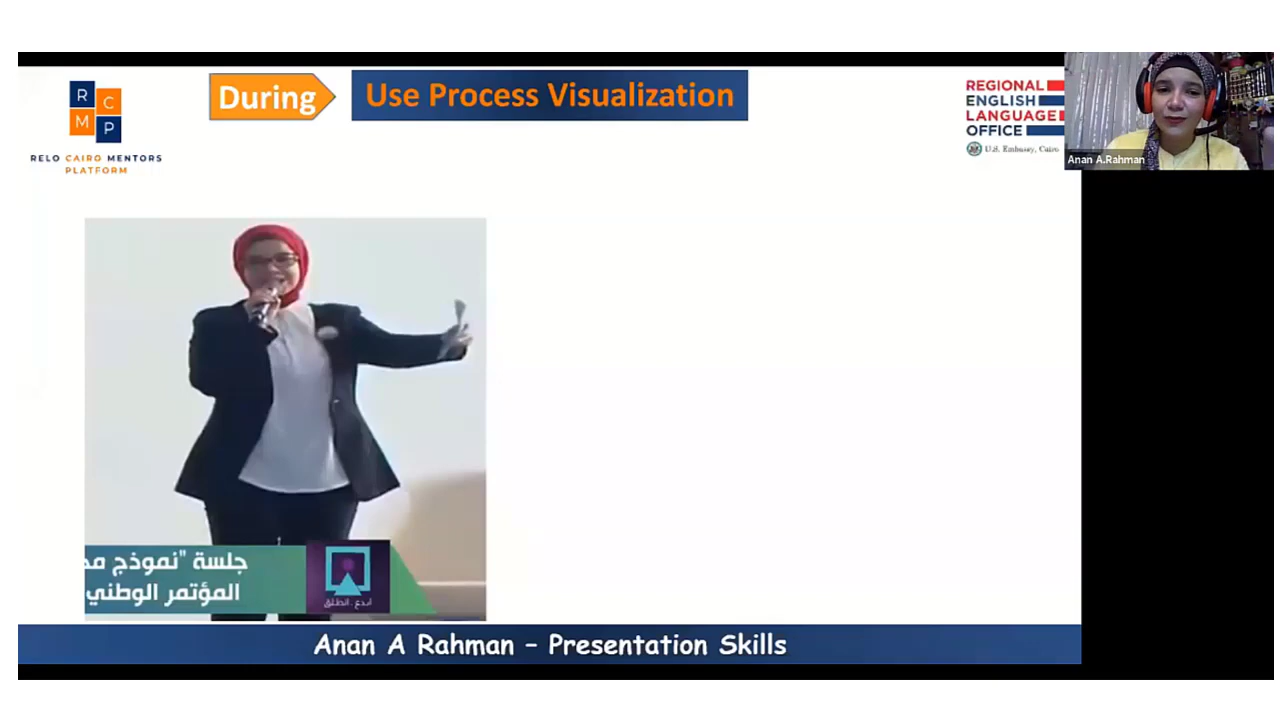 R
C
M
P
RELO CAIRO MENTORS
PLATFORM
During
Use Process Visualization
REGIONAL
ENGLISH
LANGUAGE
OFFICE
U.S. Embassy, Cairo
Anan A.Rahman
جلسة "نموذج مح
المؤتمر الوطني
ابدع .انطلق
Anan A Rahman – Presentation Skills